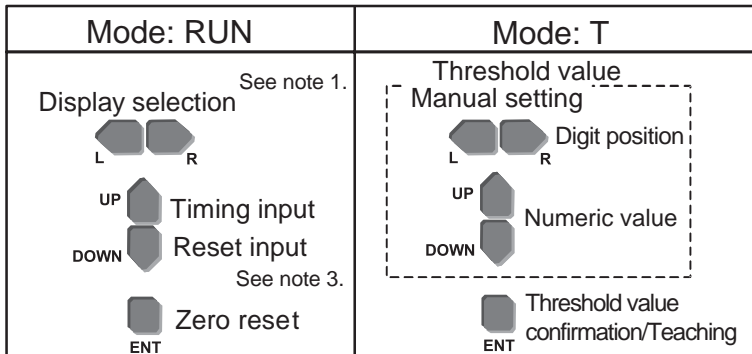 Mode: RUN
See note 1.
Display selection
L R
UP Timing input
DOWN Reset input
See note 3.
Zero reset
ENT
Mode: T
Threshold value
Manual setting
Digit position
L R
UP
Numeric value
DOWN
Threshold value
confirmation/Teaching
ENT